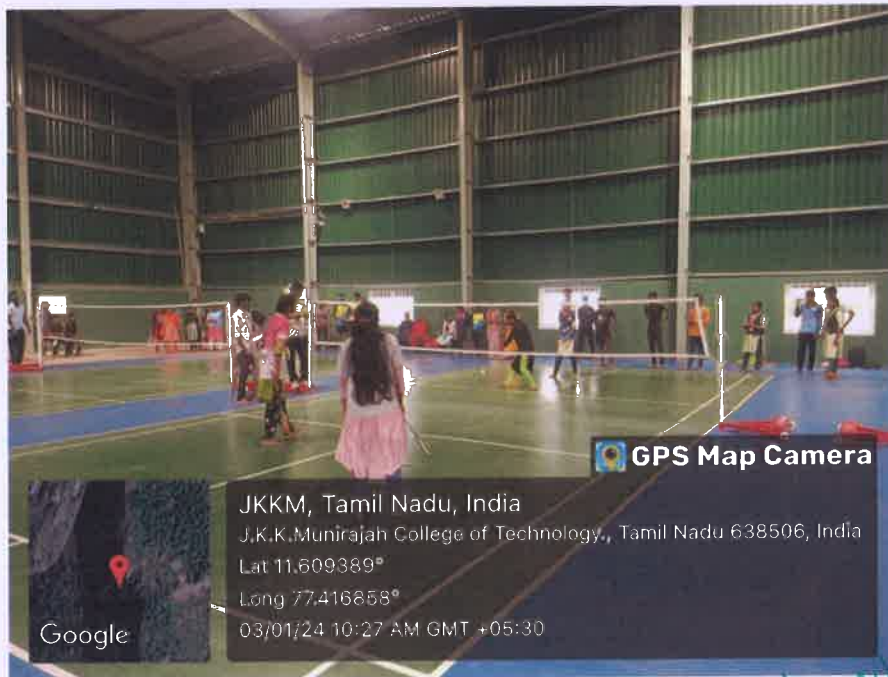 GPS Map Camera
JKKM, Tamil Nadu, India
J.K.K.Munirajah College of Technology., Tamil Nadu 638506, India
Lat 11.609389°
Long 77.416858°
03/01/24 10:27 AM GMT +05:30
Google